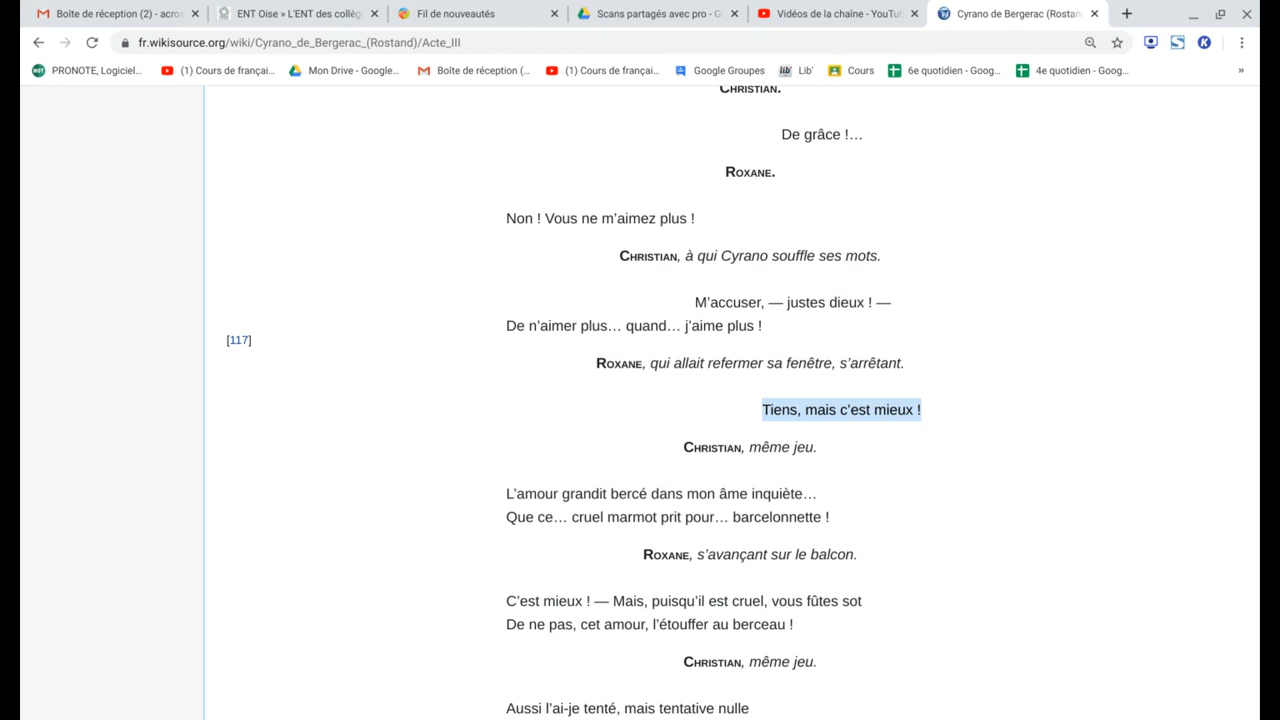 Boîte de réception (2) - acros
ENT Oise » L'ENT des collèg
Fil de nouveautés
Scans partagés avec pro - Go
Vidéos de la chaîne - YouTu
Cyrano de Bergerac (Rostan
fr.wikisource.org/wiki/Cyrano_de_Bergerac_(Rostand)/Acte_III
PRONOTE, Logiciel...
(1) Cours de françai...
Mon Drive - Google...
Boîte de réception (...
(1) Cours de françai...
Google Groupes
lib' Lib'
Cours
6e quotidien - Goog...
4e quotidien - Goog...
»
Christian.
De grâce !…
Roxane.
Non ! Vous ne m’aimez plus !
Christian, à qui Cyrano souffle ses mots.
M’accuser, — justes dieux ! —
De n’aimer plus… quand… j’aime plus !
[117]
Roxane, qui allait refermer sa fenêtre, s’arrêtant.
Tiens, mais c’est mieux !
Christian, même jeu.
L’amour grandit bercé dans mon âme inquiète…
Que ce… cruel marmot prit pour… barcelonnette !
Roxane, s’avançant sur le balcon.
C’est mieux ! — Mais, puisqu’il est cruel, vous fûtes sot
De ne pas, cet amour, l’étouffer au berceau !
Christian, même jeu.
Aussi l’ai-je tenté, mais tentative nulle